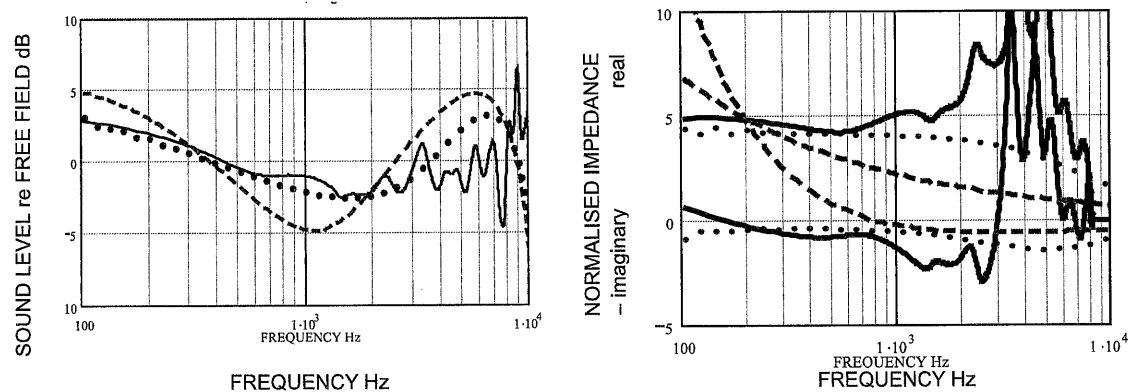 SOUND LEVEL re FREE FIELD dB
10
5
0
−5
10
100
1·10³
1·10⁴
FREQUENCY Hz
FREQUENCY Hz
NORMALISED IMPEDANCE
– imaginary real
10
5
0
−5
100
1·10³
1·10⁴
FREQUENCY Hz
FREQUENCY Hz